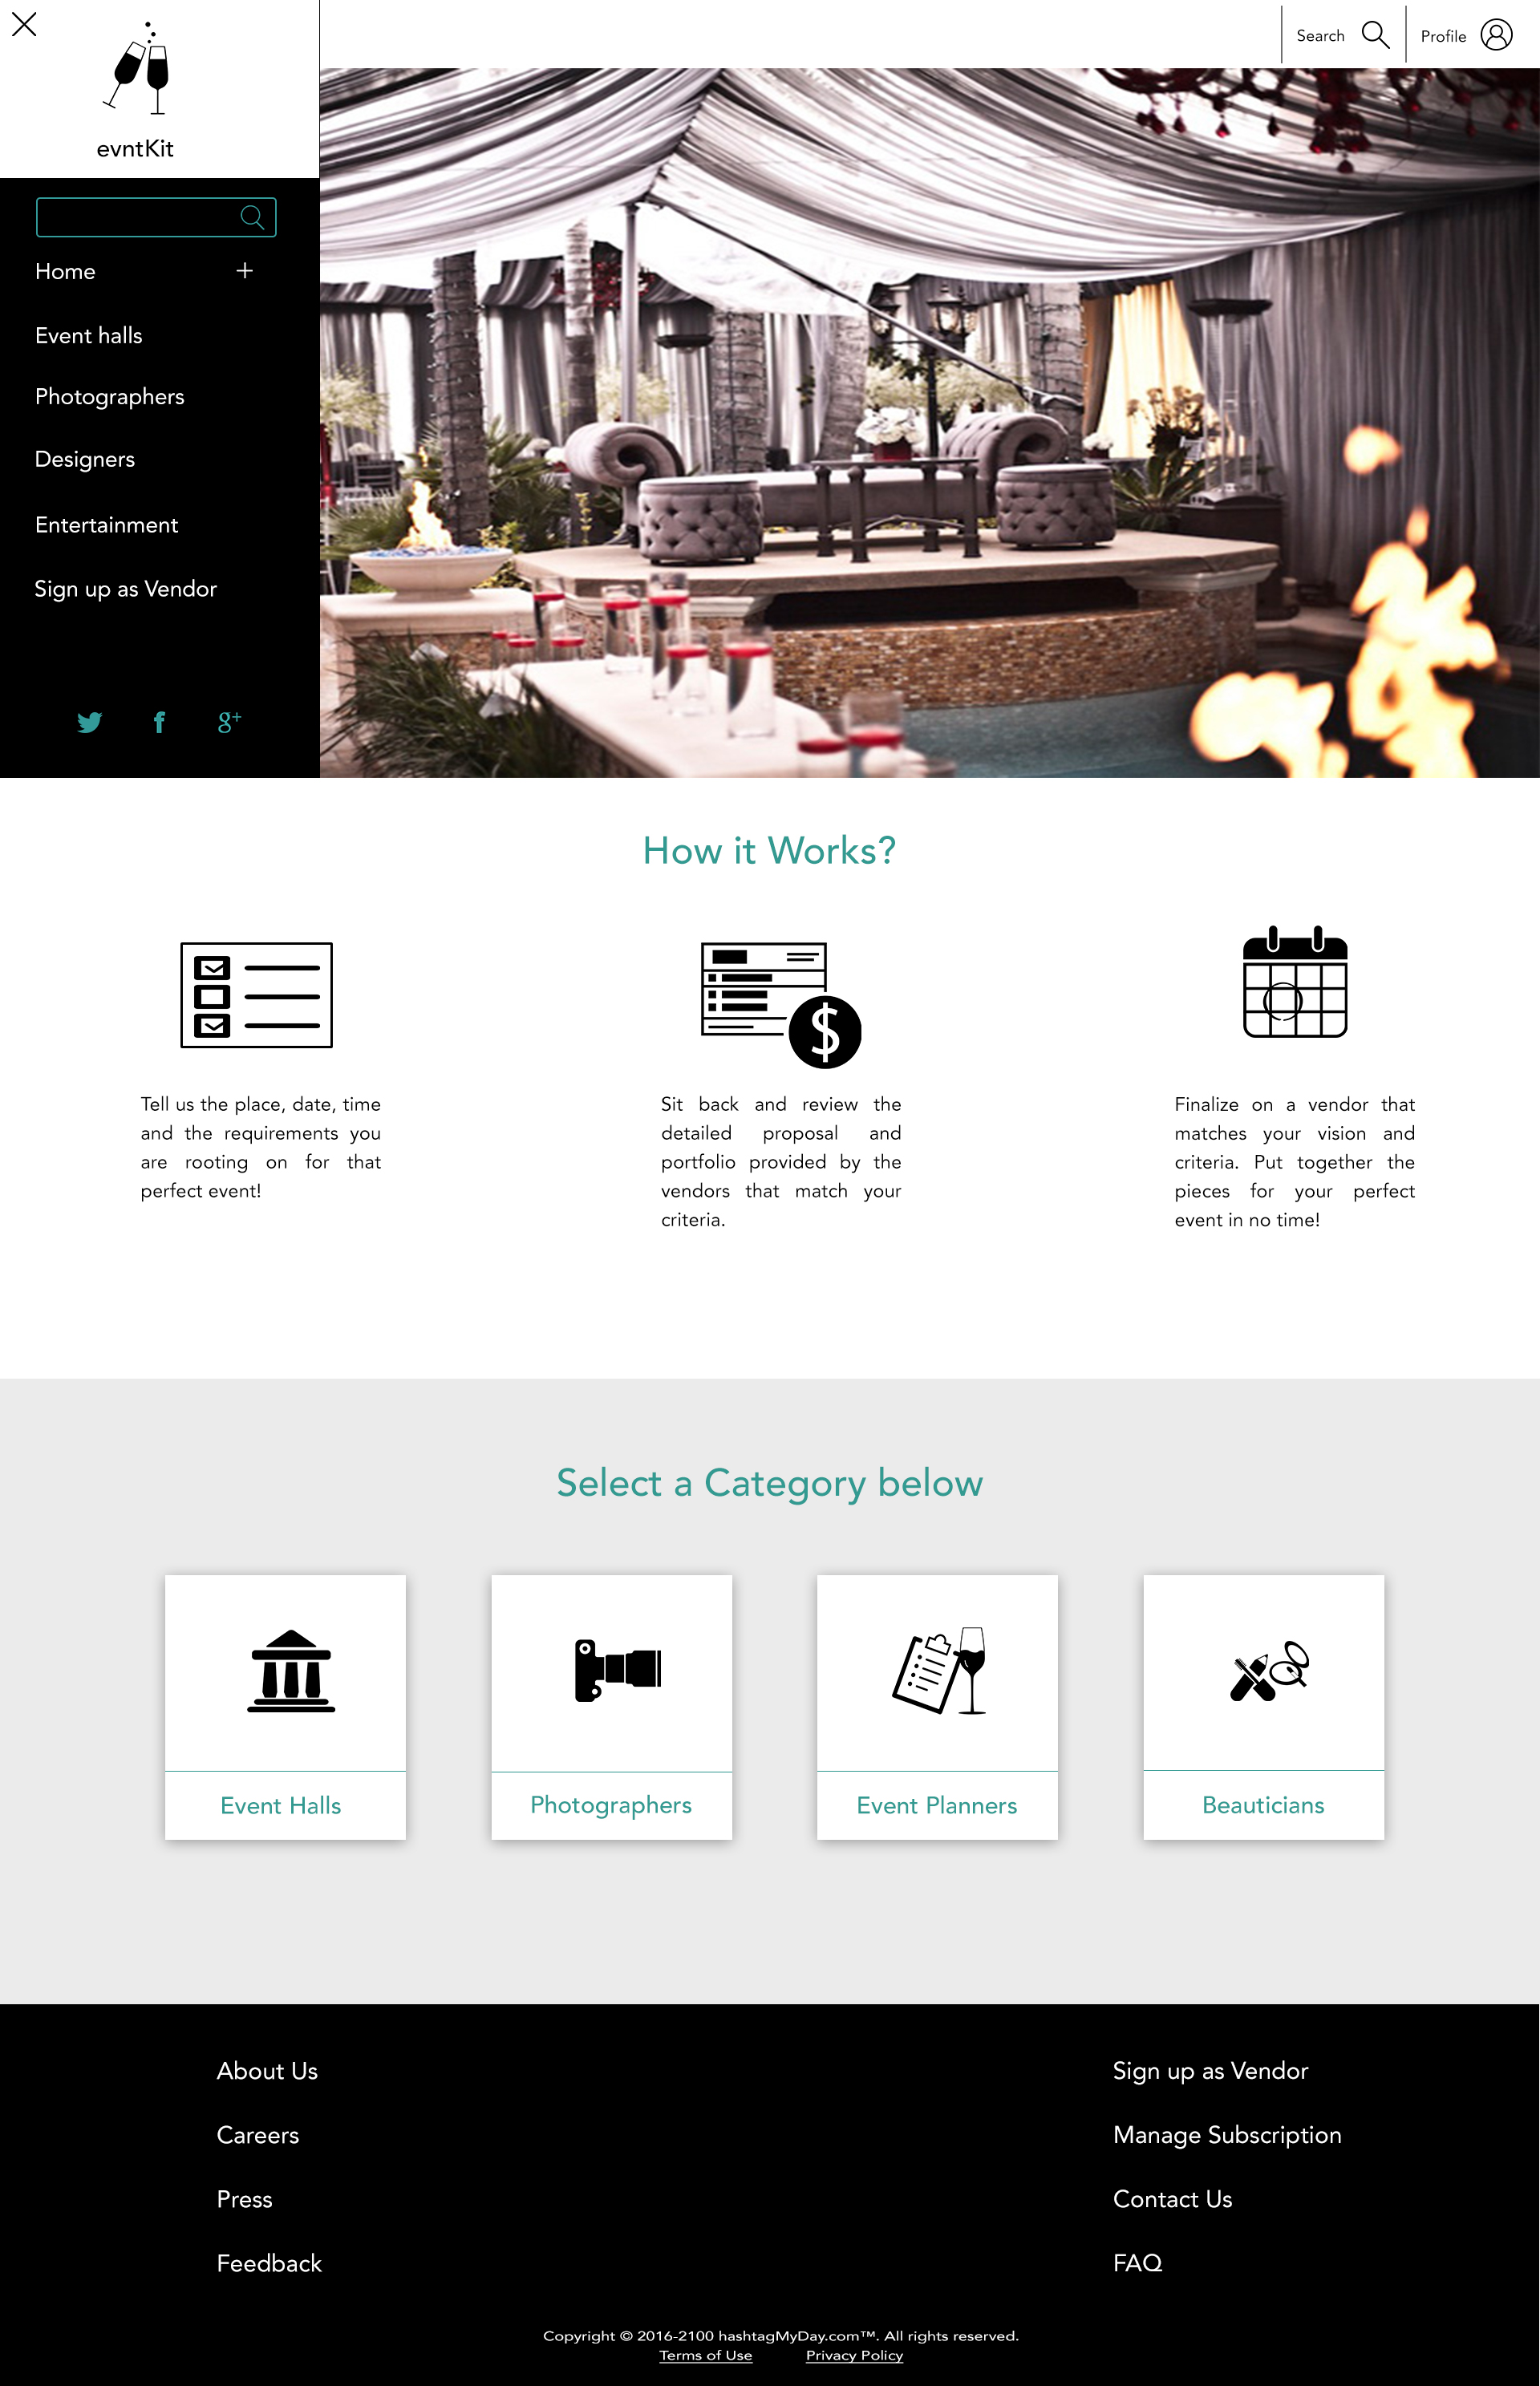 evntKit
Search
Profile
Home +
Event halls
Photographers
Designers
Entertainment
Sign up as Vendor
f
g+
How it Works?
Tell us the place, date, time
and the requirements you
are rooting on for that
perfect event!
$
Sit back and review the
detailed proposal and
portfolio provided by the
vendors that match your
criteria.
Finalize on a vendor that
matches your vision and
criteria. Put together the
pieces for your perfect
event in no time!
Select a Category below
Event Halls
Photographers
Event Planners
Beauticians
About Us
Careers
Press
Feedback
Sign up as Vendor
Manage Subscription
Contact Us
FAQ
Copyright © 2016-2100 hashtagMyDay.com™. All rights reserved.
Terms of Use Privacy Policy